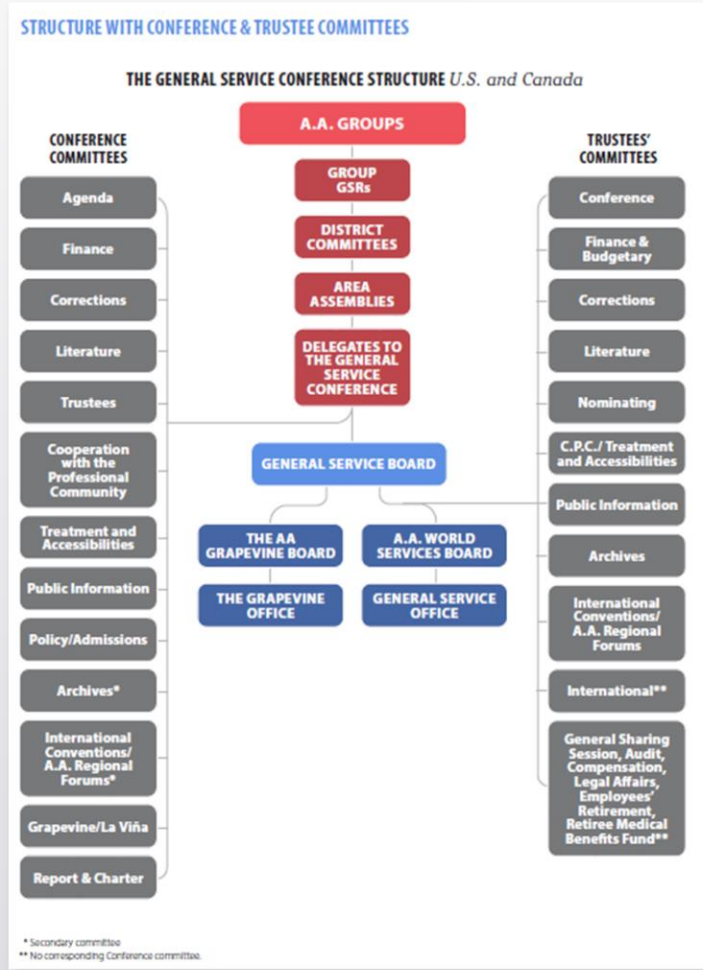 STRUCTURE WITH CONFERENCE & TRUSTEE COMMITTEES
THE GENERAL SERVICE CONFERENCE STRUCTURE U.S. and Canada
CONFERENCE
COMMITTEES
Agenda
Finance
Corrections
Literature
Trustees
Cooperation
with the
Professional
Community
Treatment and
Accessibilities
Public Information
Policy/Admissions
Archives*
International
Conventions/
A.A. Regional
Forums*
Grapevine/La Viña
Report & Charter
A.A. GROUPS
GROUP
GSRs
DISTRICT
COMMITTEES
AREA
ASSEMBLIES
DELEGATES TO
THE GENERAL
SERVICE
CONFERENCE
GENERAL SERVICE BOARD
THE AA
GRAPEVINE BOARD
THE GRAPEVINE
OFFICE
A.A. WORLD
SERVICES BOARD
GENERAL SERVICE
OFFICE
TRUSTEES'
COMMITTEES
Conference
Finance &
Budgetary
Corrections
Literature
Nominating
C.P.C./ Treatment
and Accessibilities
Public Information
Archives
International
Conventions/
A.A. Regional
Forums
International**
General Sharing
Session, Audit,
Compensation,
Legal Affairs,
Employees'
Retirement,
Retiree Medical
Benefits Fund**
* Secondary committee
** No corresponding Conference committee.